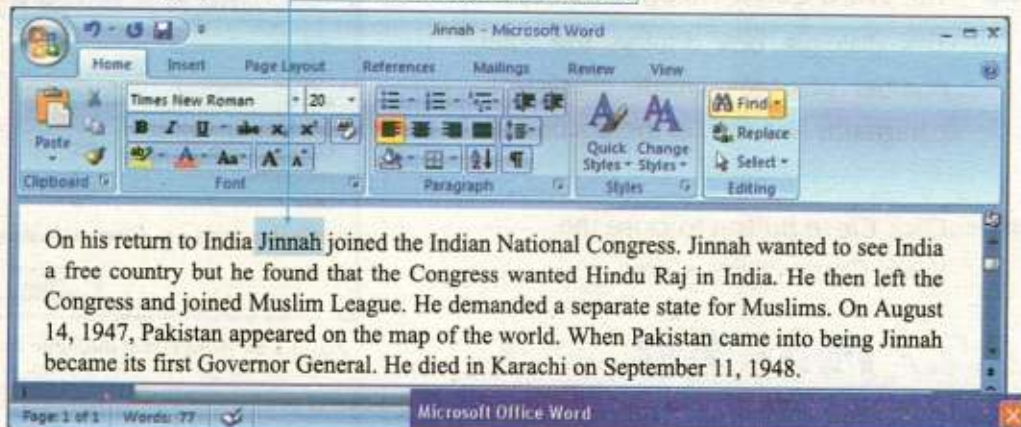 Jinnah - Microsoft Word
Home Insert Page Layout References Mailings Review View
Times New Roman 20 Find
Replace
Paste B I U abe x, x² Quick Styles Change Styles Select
Aa A A
Clipboard Font Paragraph Styles Editing
On his return to India Jinnah joined the Indian National Congress. Jinnah wanted to see India
a free country but he found that the Congress wanted Hindu Raj in India. He then left the
Congress and joined Muslim League. He demanded a separate state for Muslims. On August
14, 1947, Pakistan appeared on the map of the world. When Pakistan came into being Jinnah
became its first Governor General. He died in Karachi on September 11, 1948.
Page: 1 of 1 Words: 77
Microsoft Office Word